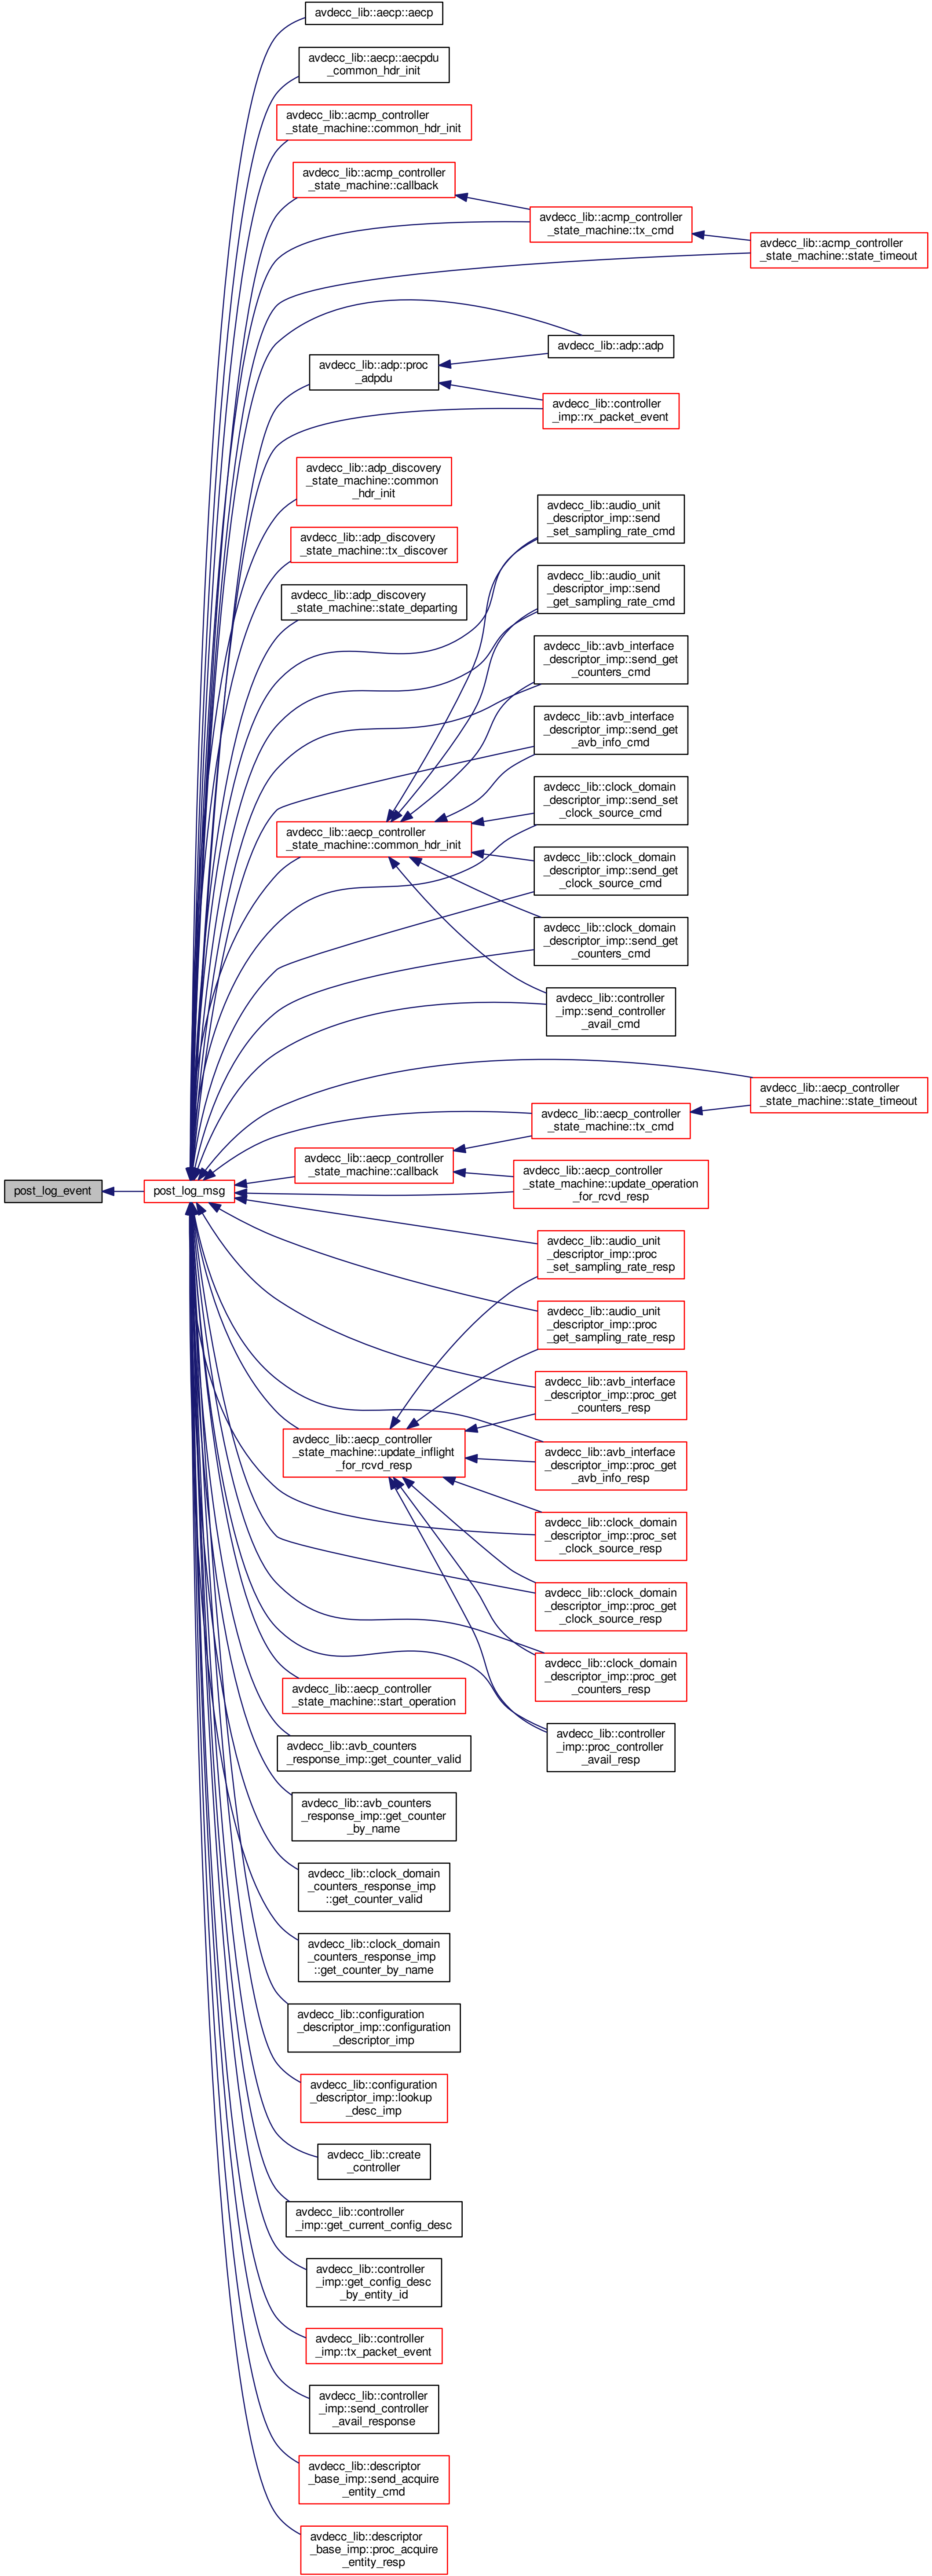 avdecc_lib::aecp::aecp
avdecc_lib::aecp::aecpdu
_common_hdr_init
avdecc_lib::acmp_controller
_state_machine::common_hdr_init
avdecc_lib::acmp_controller
_state_machine::callback
avdecc_lib::acmp_controller
_state_machine::tx_cmd
avdecc_lib::acmp_controller
_state_machine::state_timeout
avdecc_lib::adp::adp
avdecc_lib::adp::proc
_adpdu
avdecc_lib::controller
_imp::rx_packet_event
avdecc_lib::adp_discovery
_state_machine::common
_hdr_init
avdecc_lib::adp_discovery
_state_machine::tx_discover
avdecc_lib::adp_discovery
_state_machine::state_departing
avdecc_lib::audio_unit
_descriptor_imp::send
_set_sampling_rate_cmd
avdecc_lib::audio_unit
_descriptor_imp::send
_get_sampling_rate_cmd
avdecc_lib::avb_interface
_descriptor_imp::send_get
_counters_cmd
avdecc_lib::avb_interface
_descriptor_imp::send_get
_avb_info_cmd
avdecc_lib::clock_domain
_descriptor_imp::send_set
_clock_source_cmd
avdecc_lib::aecp_controller
_state_machine::common_hdr_init
avdecc_lib::clock_domain
_descriptor_imp::send_get
_clock_source_cmd
avdecc_lib::clock_domain
_descriptor_imp::send_get
_counters_cmd
avdecc_lib::controller
_imp::send_controller
_avail_cmd
avdecc_lib::aecp_controller
_state_machine::state_timeout
avdecc_lib::aecp_controller
_state_machine::tx_cmd
avdecc_lib::aecp_controller
_state_machine::callback
avdecc_lib::aecp_controller
_state_machine::update_operation
_for_rcvd_resp
post_log_event
post_log_msg
avdecc_lib::audio_unit
_descriptor_imp::proc
_set_sampling_rate_resp
avdecc_lib::audio_unit
_descriptor_imp::proc
_get_sampling_rate_resp
avdecc_lib::avb_interface
_descriptor_imp::proc_get
_counters_resp
avdecc_lib::aecp_controller
_state_machine::update_inflight
_for_rcvd_resp
avdecc_lib::avb_interface
_descriptor_imp::proc_get
_avb_info_resp
avdecc_lib::clock_domain
_descriptor_imp::proc_set
_clock_source_resp
avdecc_lib::clock_domain
_descriptor_imp::proc_get
_clock_source_resp
avdecc_lib::clock_domain
_descriptor_imp::proc_get
_counters_resp
avdecc_lib::aecp_controller
_state_machine::start_operation
avdecc_lib::controller
_imp::proc_controller
_avail_resp
avdecc_lib::avb_counters
_response_imp::get_counter_valid
avdecc_lib::avb_counters
_response_imp::get_counter
_by_name
avdecc_lib::clock_domain
_counters_response_imp
::get_counter_valid
avdecc_lib::clock_domain
_counters_response_imp
::get_counter_by_name
avdecc_lib::configuration
_descriptor_imp::configuration
_descriptor_imp
avdecc_lib::configuration
_descriptor_imp::lookup
_desc_imp
avdecc_lib::create
_controller
avdecc_lib::controller
_imp::get_current_config_desc
avdecc_lib::controller
_imp::get_config_desc
_by_entity_id
avdecc_lib::controller
_imp::tx_packet_event
avdecc_lib::controller
_imp::send_controller
_avail_response
avdecc_lib::descriptor
_base_imp::send_acquire
_entity_cmd
avdecc_lib::descriptor
_base_imp::proc_acquire
_entity_resp